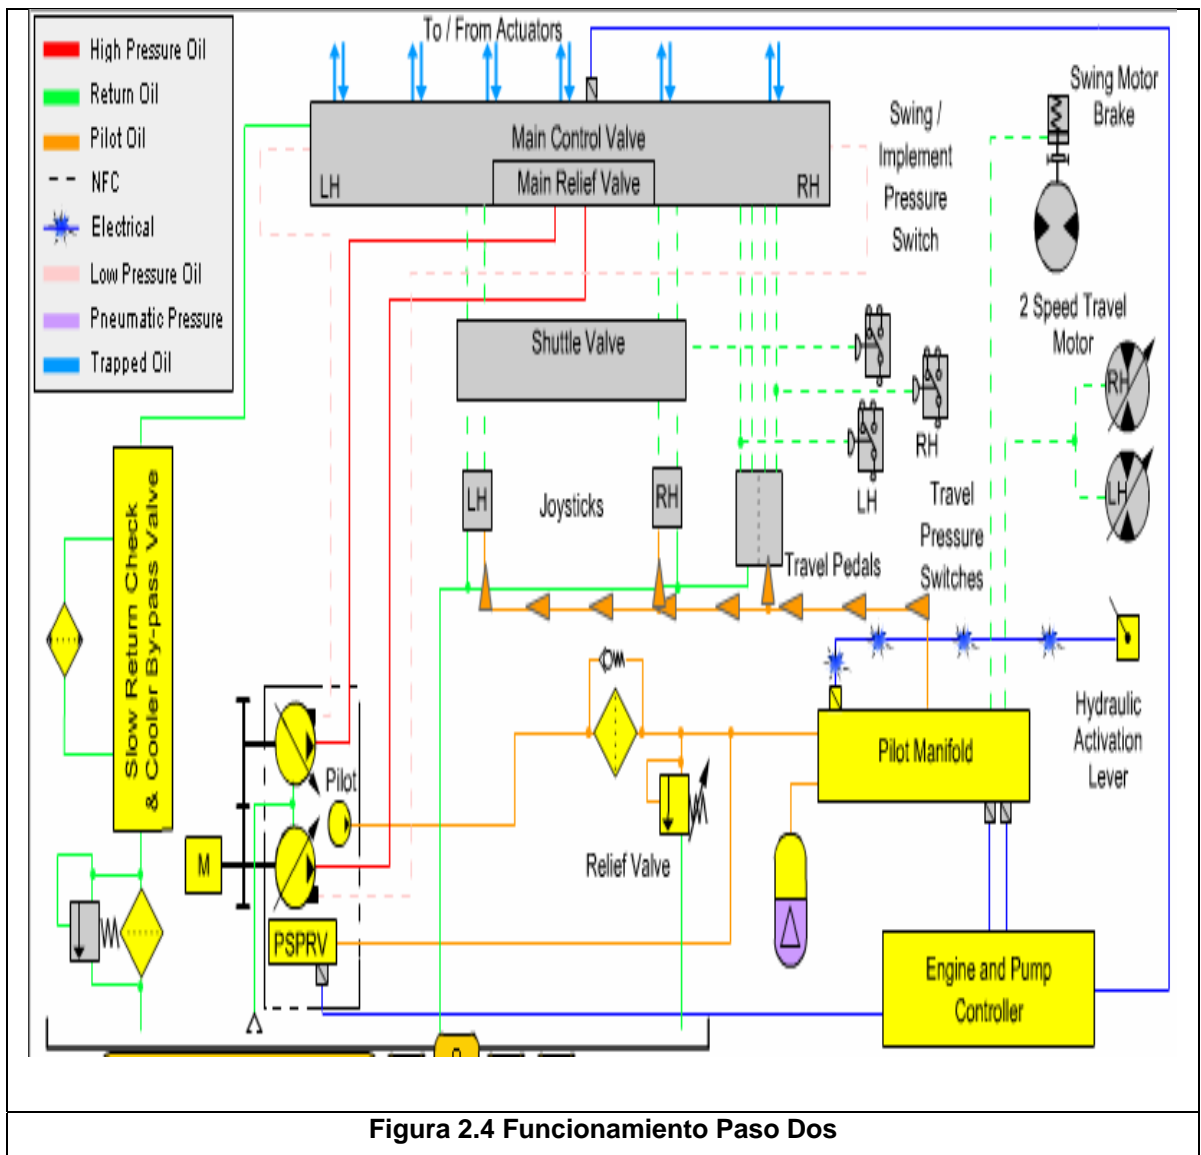 High Pressure Oil
Return Oil
Pilot Oil
NFC
Electrical
Low Pressure Oil
Pneumatic Pressure
Trapped Oil
To / From Actuators
Main Control Valve
Main Relief Valve
LH
RH
Swing /
Implement
Pressure
Switch
Swing Motor
Brake
2 Speed Travel
Motor
RH
LH
Shuttle Valve
RH
LH
Travel
Pressure
Switches
LH
Joysticks
RH
Travel Pedals
Slow Return Check
& Cooler By-pass Valve
Hydraulic
Activation
Lever
Pilot Manifold
Pilot
M
Relief Valve
PSPRV
Engine and Pump
Controller
Figura 2.4 Funcionamiento Paso Dos